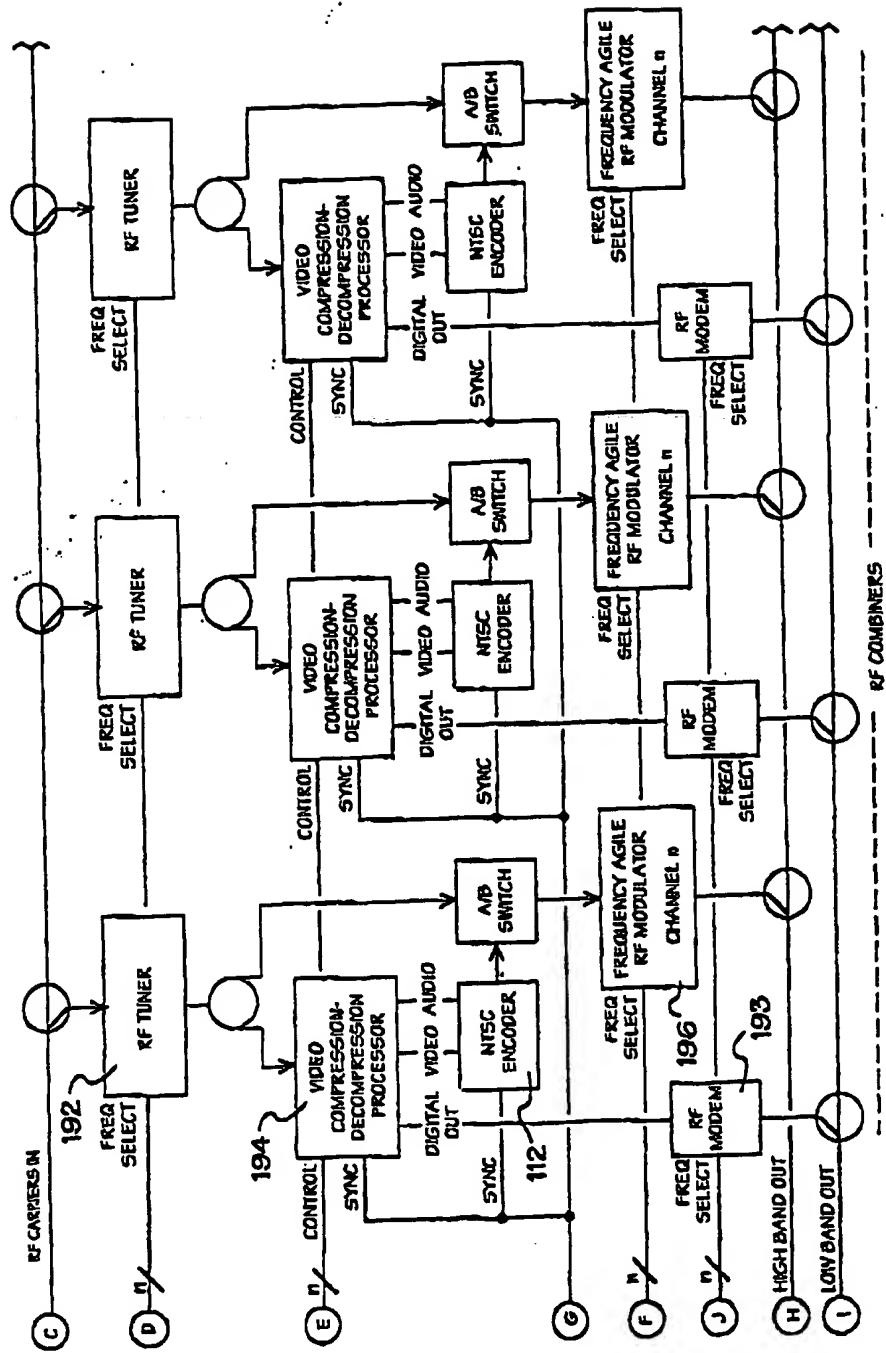 C
RF CARRIERS IN
RF TUNER
RF TUNER
RF TUNER
192
FREQ
SELECT
FREQ
SELECT
FREQ
SELECT
D
n
194
VIDEO
COMPRESSION-
DECOMPRESSION
PROCESSOR
VIDEO
COMPRESSION-
DECOMPRESSION
PROCESSOR
VIDEO
COMPRESSION-
DECOMPRESSION
PROCESSOR
E
n
CONTROL
SYNC
CONTROL
SYNC
CONTROL
SYNC
DIGITAL
OUT
VIDEO
AUDIO
DIGITAL
OUT
VIDEO
AUDIO
DIGITAL
OUT
VIDEO
AUDIO
A/B
SWITCH
A/B
SWITCH
A/B
SWITCH
SYNC
NTSC
ENCODER
SYNC
NTSC
ENCODER
SYNC
NTSC
ENCODER
112
G
F
n
FREQ
SELECT
FREQUENCY AGILE
RF MODULATOR
CHANNEL n
FREQ
SELECT
FREQUENCY AGILE
RF MODULATOR
CHANNEL n
FREQ
SELECT
FREQUENCY AGILE
RF MODULATOR
CHANNEL n
196
J
n
FREQ
SELECT
RF
MODEM
FREQ
SELECT
RF
MODEM
FREQ
SELECT
RF
MODEM
193
H
HIGH BAND OUT
I
LOW BAND OUT
RF COMBINERS